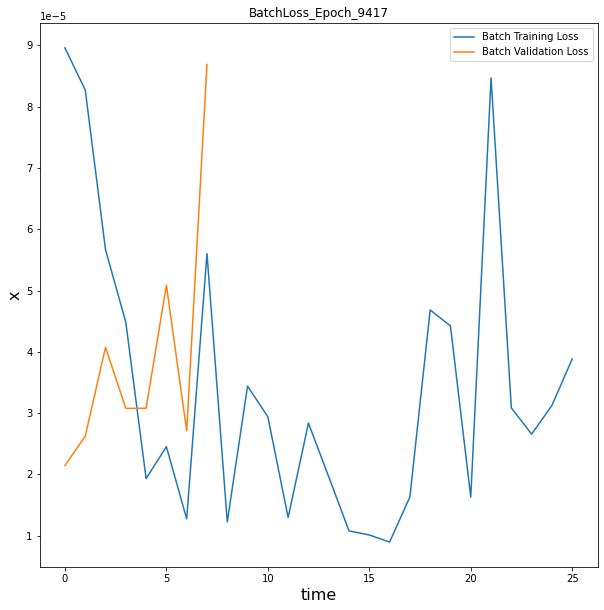 BatchLoss_Epoch_9417
1e−5
Batch Training Loss
Batch Validation Loss
9
8
7
6
5
4
3
2
1
x
0 5 10 15 20 25
time